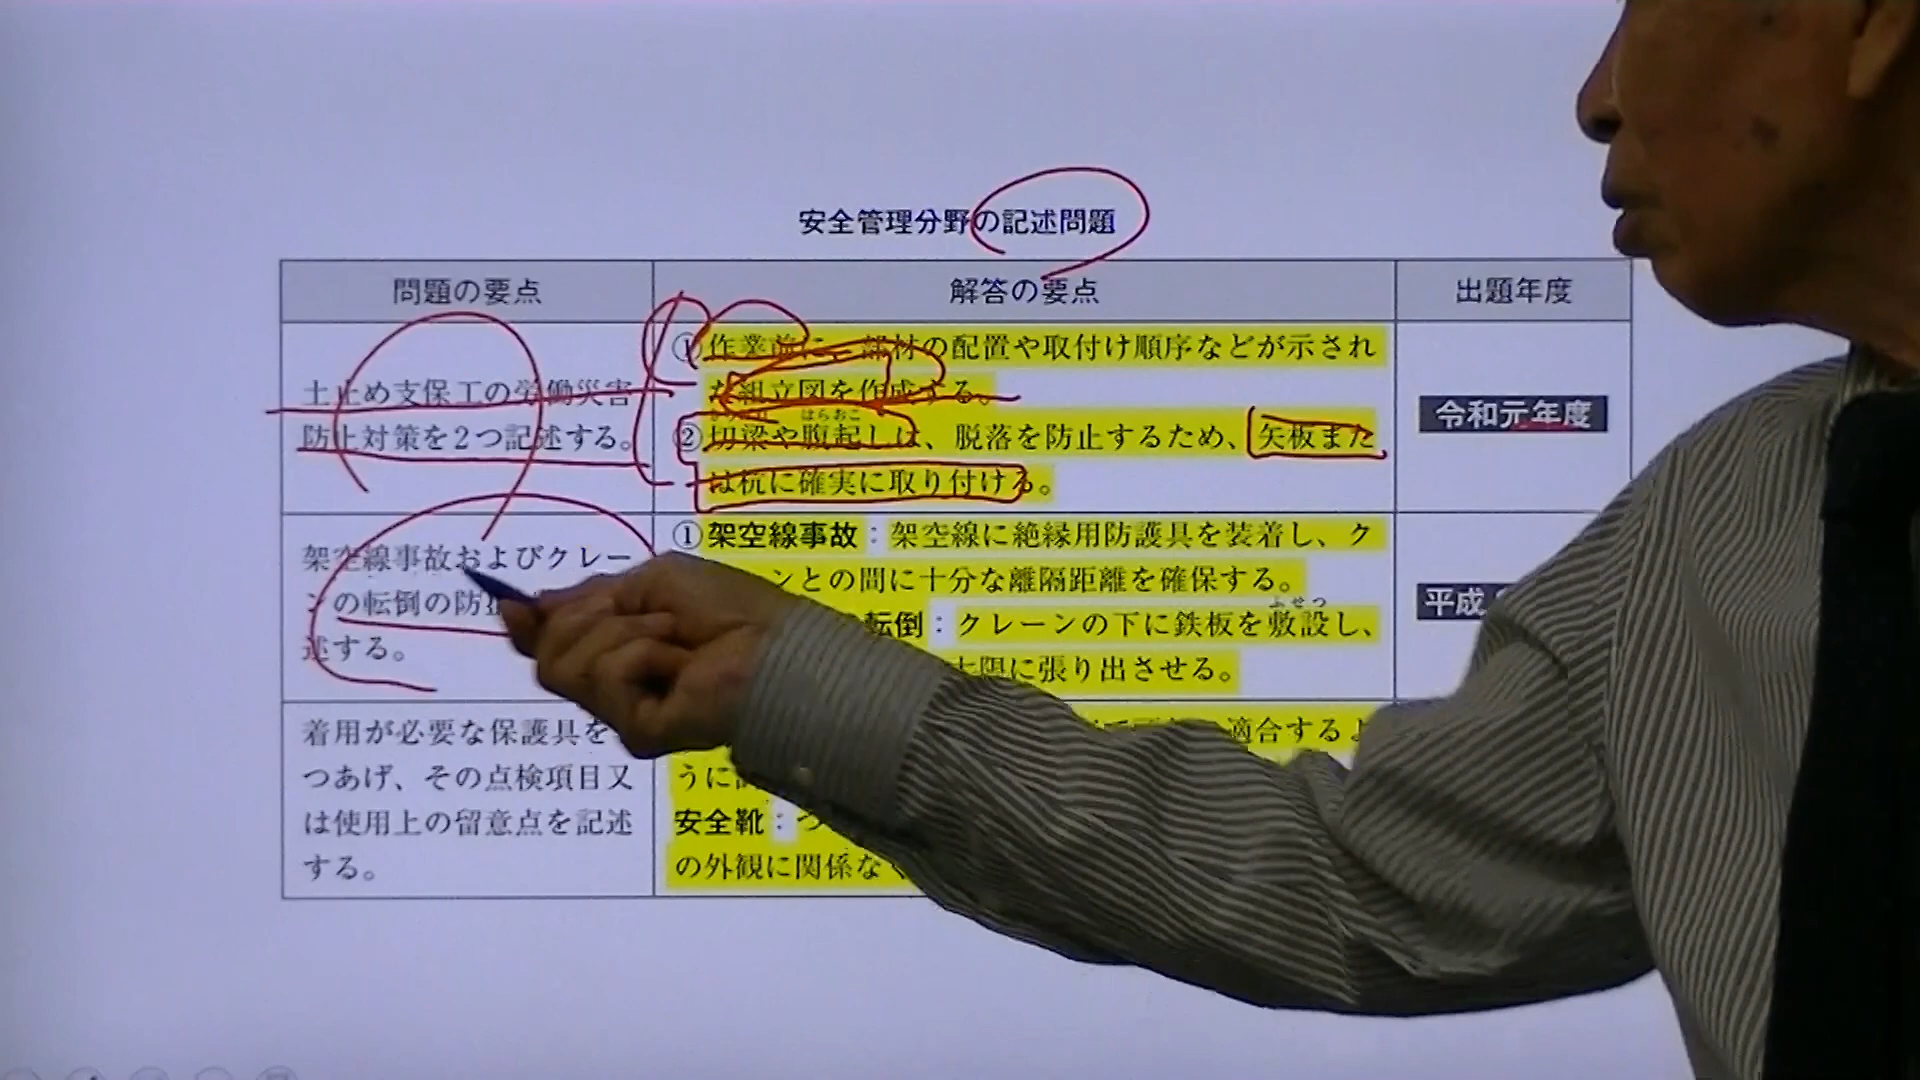 安全管理分野の記述問題
問題の要点
解答の要点
出題年度
土止め支保工の労働災害
防止対策を2つ記述する。
①作業前に、部材の配置や取付け順序などが示され
た組立図を作成する。
はらおこ
②切梁や腹起しは、脱落を防止するため、矢板また
は杭に確実に取り付ける。
令和元年度
架空線事故およびクレー
ンの転倒の防止
述する。
①架空線事故：架空線に絶縁用防護具を装着し、ク
ンとの間に十分な離隔距離を確保する。
ふせつ
転倒：クレーンの下に鉄板を敷設し、
大限に張り出させる。
平成
着用が必要な保護具を
つあげ、その点検項目又
は使用上の留意点を記述
する。
適合するよ
うに
安全靴：つ
の外観に関係な